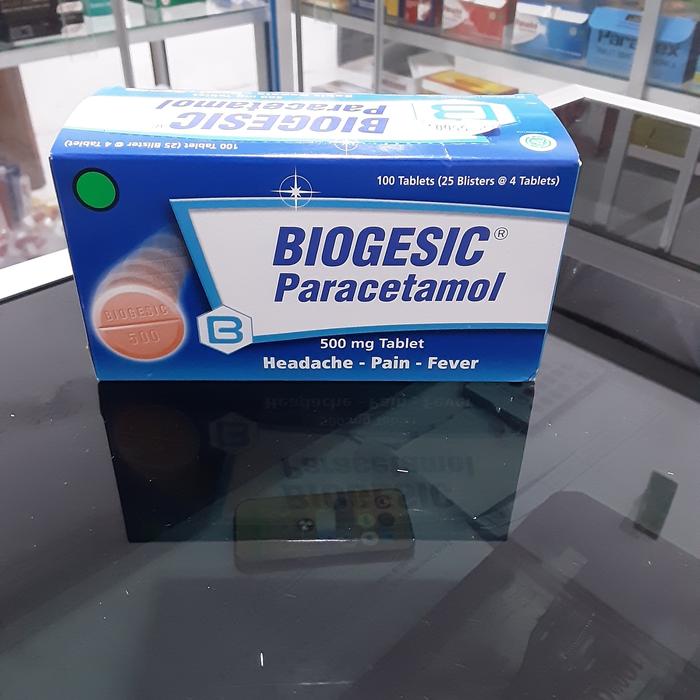 BIOGESIC
Paracetamol
100 Tablet (25 Blister @ 4 Tablet)
100 Tablets (25 Blisters @ 4 Tablets)
BIOGESIC®
Paracetamol
500 mg Tablet
Headache - Pain - Fever
BIOGESIC
500
B